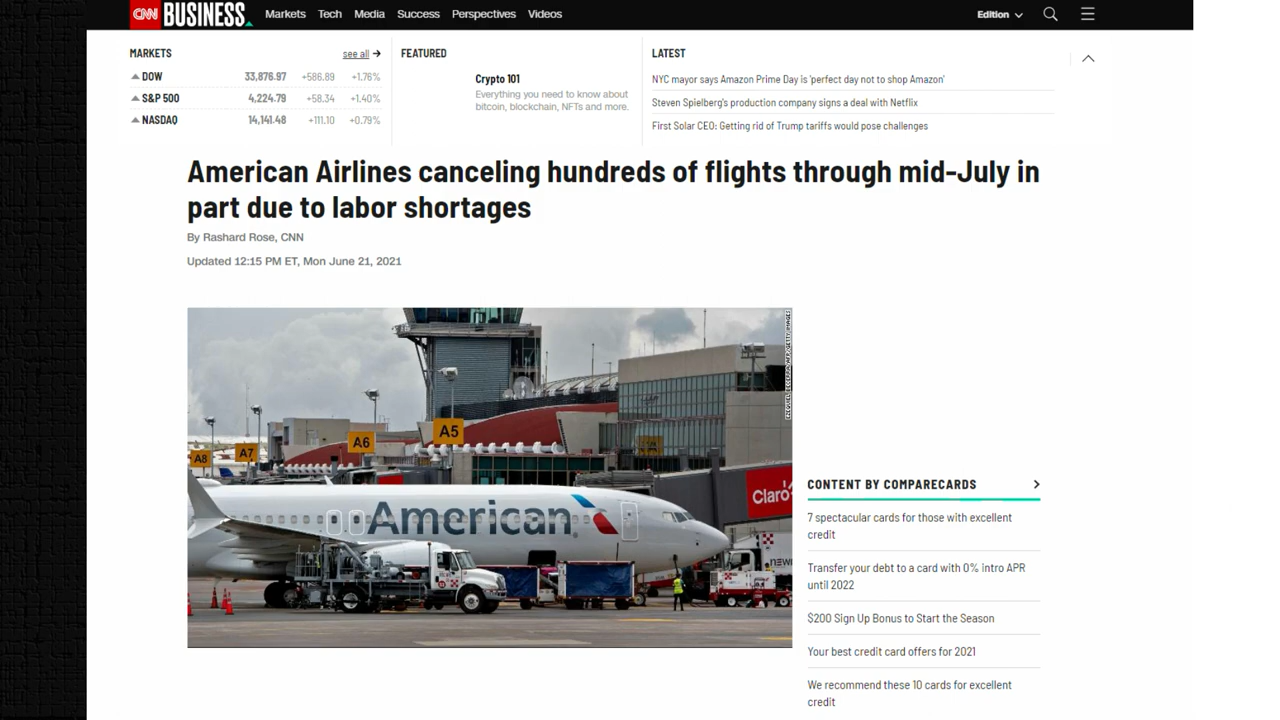 CNN BUSINESS
Markets Tech Media Success Perspectives Videos
Edition
MARKETS
see all
DOW 33,876.97 +586.89 +1.76%
S&P 500 4,224.79 +58.34 +1.40%
NASDAQ 14,141.48 +111.10 +0.79%
FEATURED
Crypto 101
Everything you need to know about
bitcoin, blockchain, NFTs and more.
LATEST
NYC mayor says Amazon Prime Day is 'perfect day not to shop Amazon'
Steven Spielberg's production company signs a deal with Netflix
First Solar CEO: Getting rid of Trump tariffs would pose challenges
American Airlines canceling hundreds of flights through mid-July in
part due to labor shortages
By Rashard Rose, CNN
Updated 12:15 PM ET, Mon June 21, 2021
A8
A7
A6
A5
Claro
American
CONTENT BY COMPARECARDS
7 spectacular cards for those with excellent
credit
Transfer your debt to a card with 0% intro APR
until 2022
$200 Sign Up Bonus to Start the Season
Your best credit card offers for 2021
We recommend these 10 cards for excellent
credit